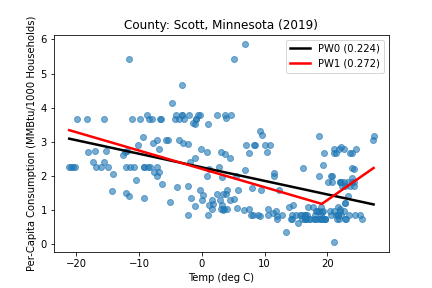 County: Scott, Minnesota (2019)
PW0 (0.224)
PW1 (0.272)
Per-Capita Consumption (MMBtu/1000 Households)
6
5
4
3
2
1
0
−20
−10
0
10
20
Temp (deg C)